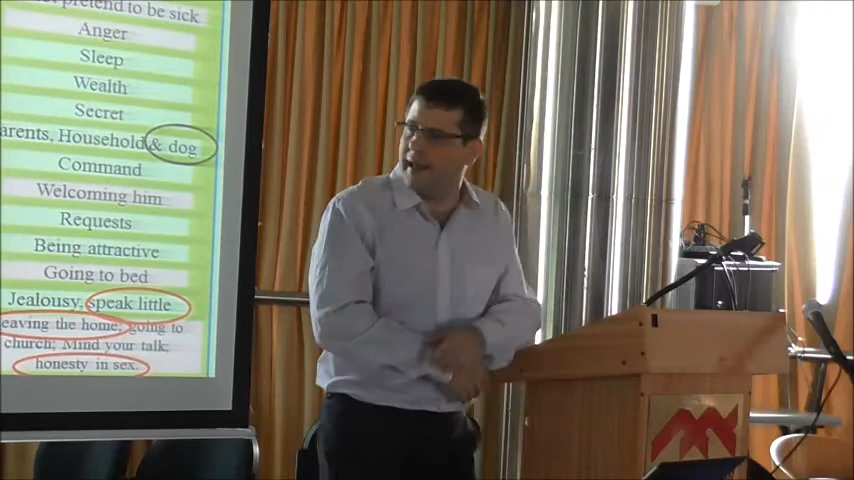 pretend to be sick
Anger
Sleep
Wealth
Secret
arents, Household & dog
Command
Welcoming him
Requests
Being attractive
Going to bed
Jealousy, speak little
eaving the home, going to
church; Mind your talk;
honesty in sex.